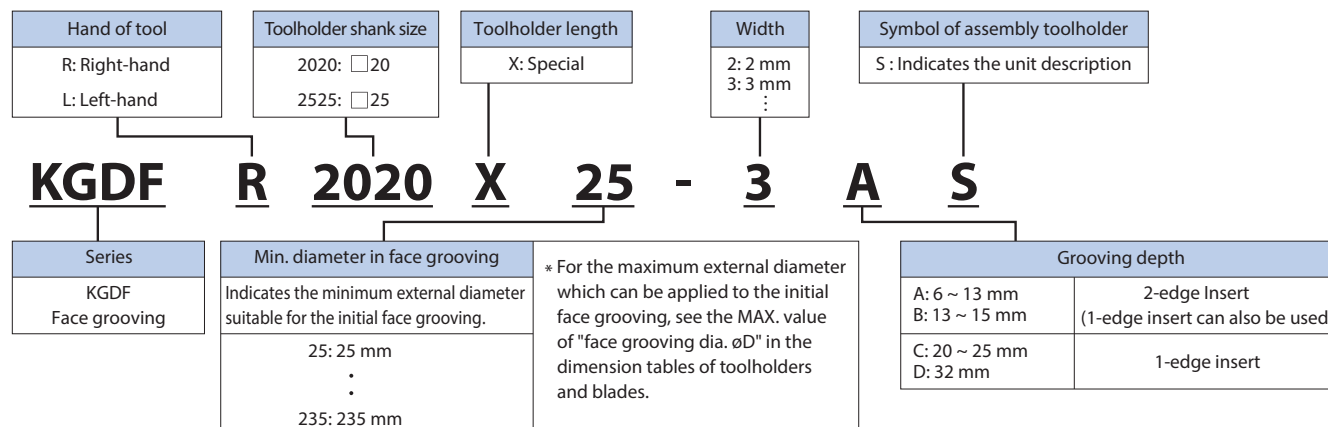 Hand of tool
R: Right-hand
L: Left-hand
Toolholder shank size
2020: □20
2525: □25
Toolholder length
X: Special
Width
2: 2 mm
3: 3 mm
⋮
Symbol of assembly toolholder
S : Indicates the unit description
KGDF R 2020 X 25 - 3 A S
Series
KGDF
Face grooving
Min. diameter in face grooving
Indicates the minimum external diameter
suitable for the initial face grooving.
25: 25 mm
•
•
235: 235 mm
* For the maximum external diameter
which can be applied to the initial
face grooving, see the MAX. value
of "face grooving dia. øD" in the
dimension tables of toolholders
and blades.
Grooving depth
A: 6 ~ 13 mm
B: 13 ~ 15 mm
2-edge Insert
(1-edge insert can also be used
C: 20 ~ 25 mm
D: 32 mm
1-edge insert